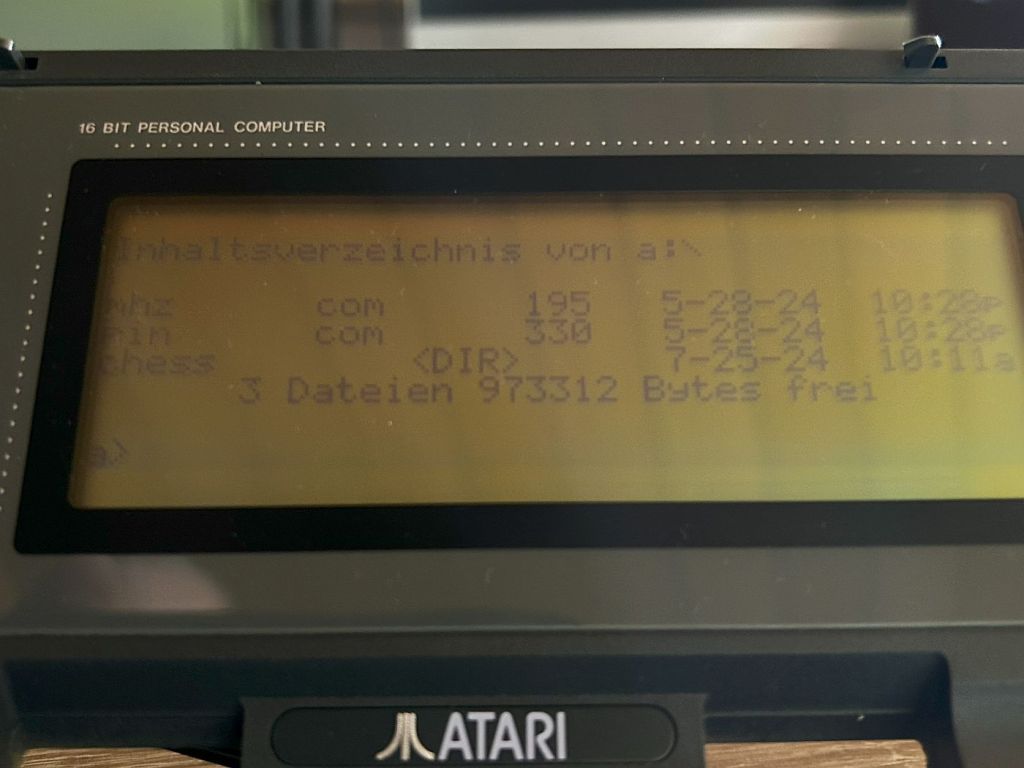 16 BIT PERSONAL COMPUTER
Inhaltsverzeichnis von a:\
mhz com 195 5-28-24 10:28p
min com 330 5-28-24 10:28p
chess <DIR> 7-25-24 10:11a
3 Dateien 973312 Bytes frei
a>
ATARI